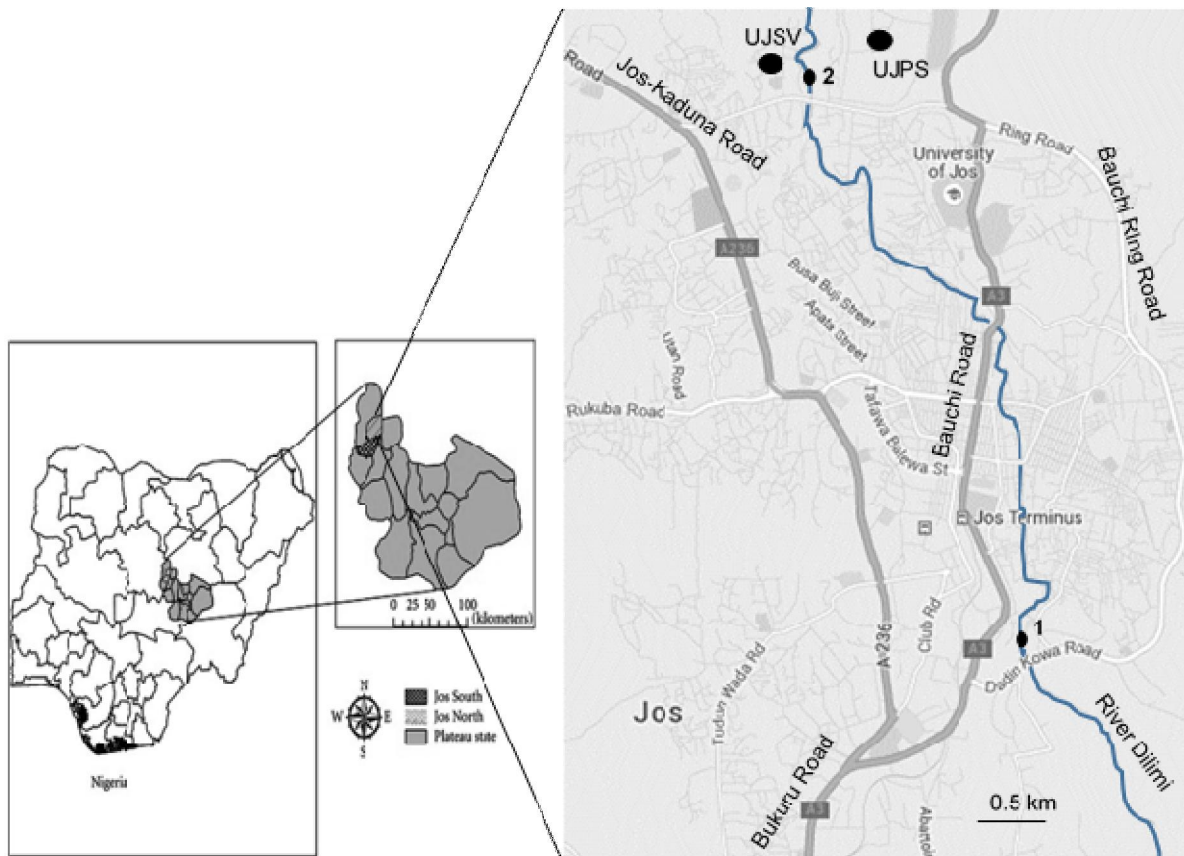 Nigeria
0 25 50 100
(kilometers)
N
W E
S
Jos South
Jos North
Plateau state
UJSV
UJPS
2
Road
Jos-Kaduna Road
Ring Road
University
of Jos
Bauchi Ring Road
A236
Busa Buji Street
Apata Street
A3
Utan Road
Bauchi Road
Rukuba Road
Tafawa Balewa St
Jos Terminus
1
A 236
Club Rd
A3
Dadin Kowa Road
Tudun Wada Rd
Jos
River Dilimi
Bukuru Road
0.5 km
A3